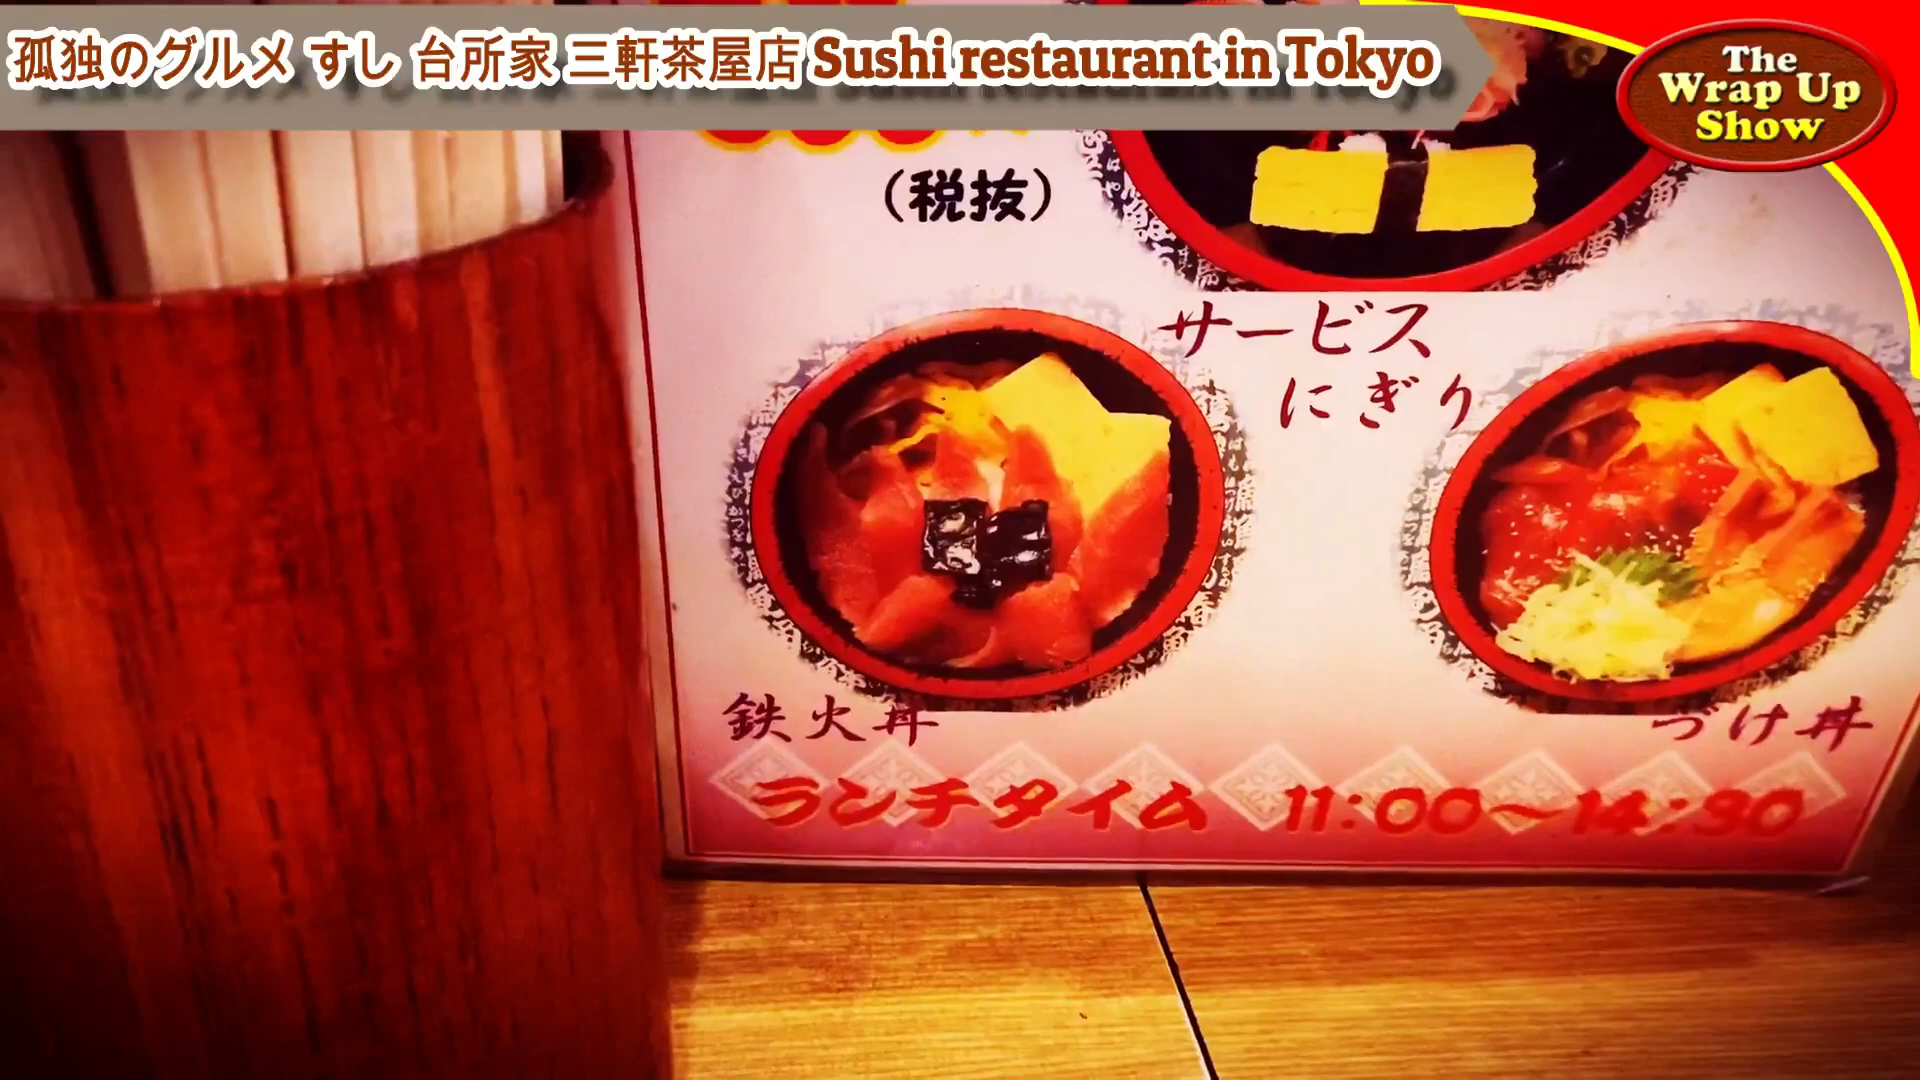 孤独のグルメ すし 台所家 三軒茶屋店 Sushi restaurant in Tokyo
The
Wrap Up
Show
(税抜)
サービス
にぎり
鉄火丼
づけ丼
ランチタイム 11:00～14:30